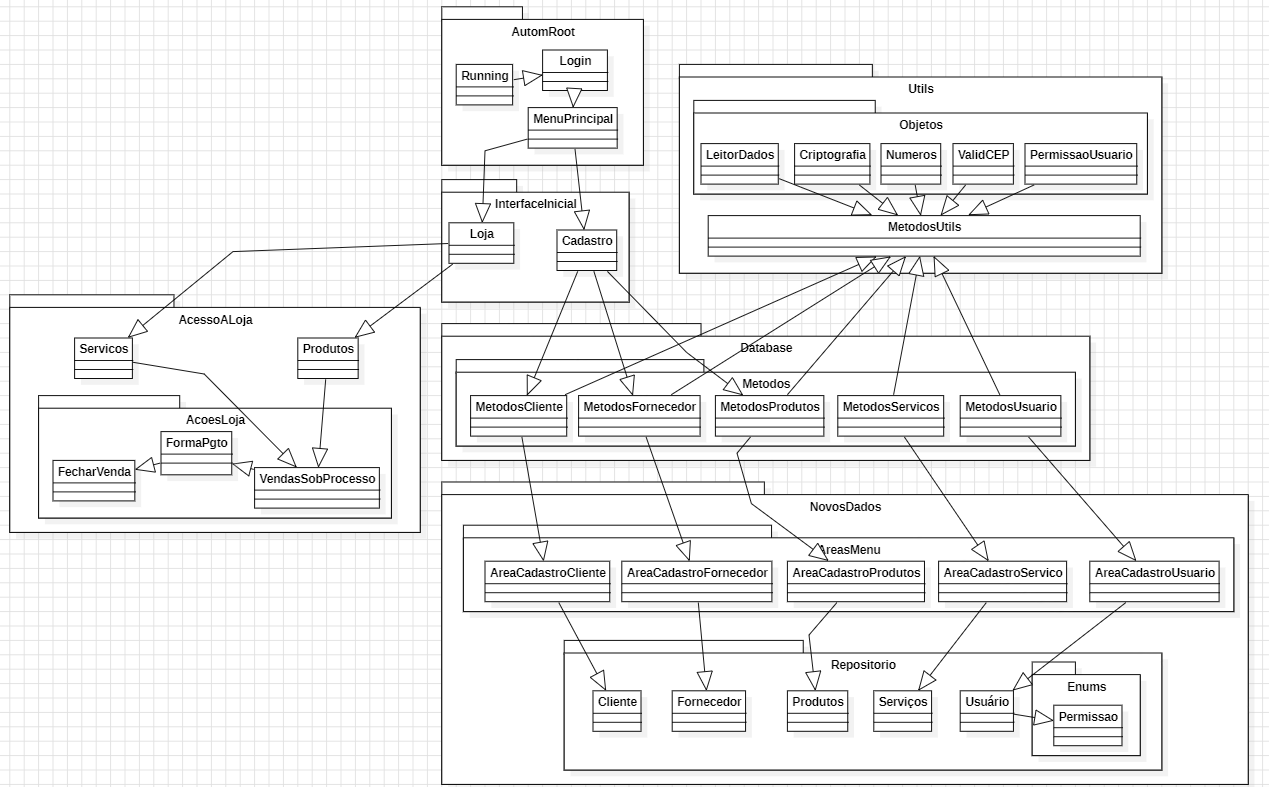 AutomRoot
Running
Login
MenuPrincipal
InterfaceInicial
Loja
Cadastro
Utils
Objetos
LeitorDados
Criptografia
Numeros
ValidCEP
PermissaoUsuario
MetodosUtils
AcessoALoja
Servicos
Produtos
AcoesLoja
FormaPgto
FecharVenda
VendasSobProcesso
Database
Metodos
MetodosCliente
MetodosFornecedor
MetodosProdutos
MetodosServicos
MetodosUsuario
NovosDados
AreasMenu
AreaCadastroCliente
AreaCadastroFornecedor
AreaCadastroProdutos
AreaCadastroServico
AreaCadastroUsuario
Repositorio
Cliente
Fornecedor
Produtos
Serviços
Usuário
Enums
Permissao